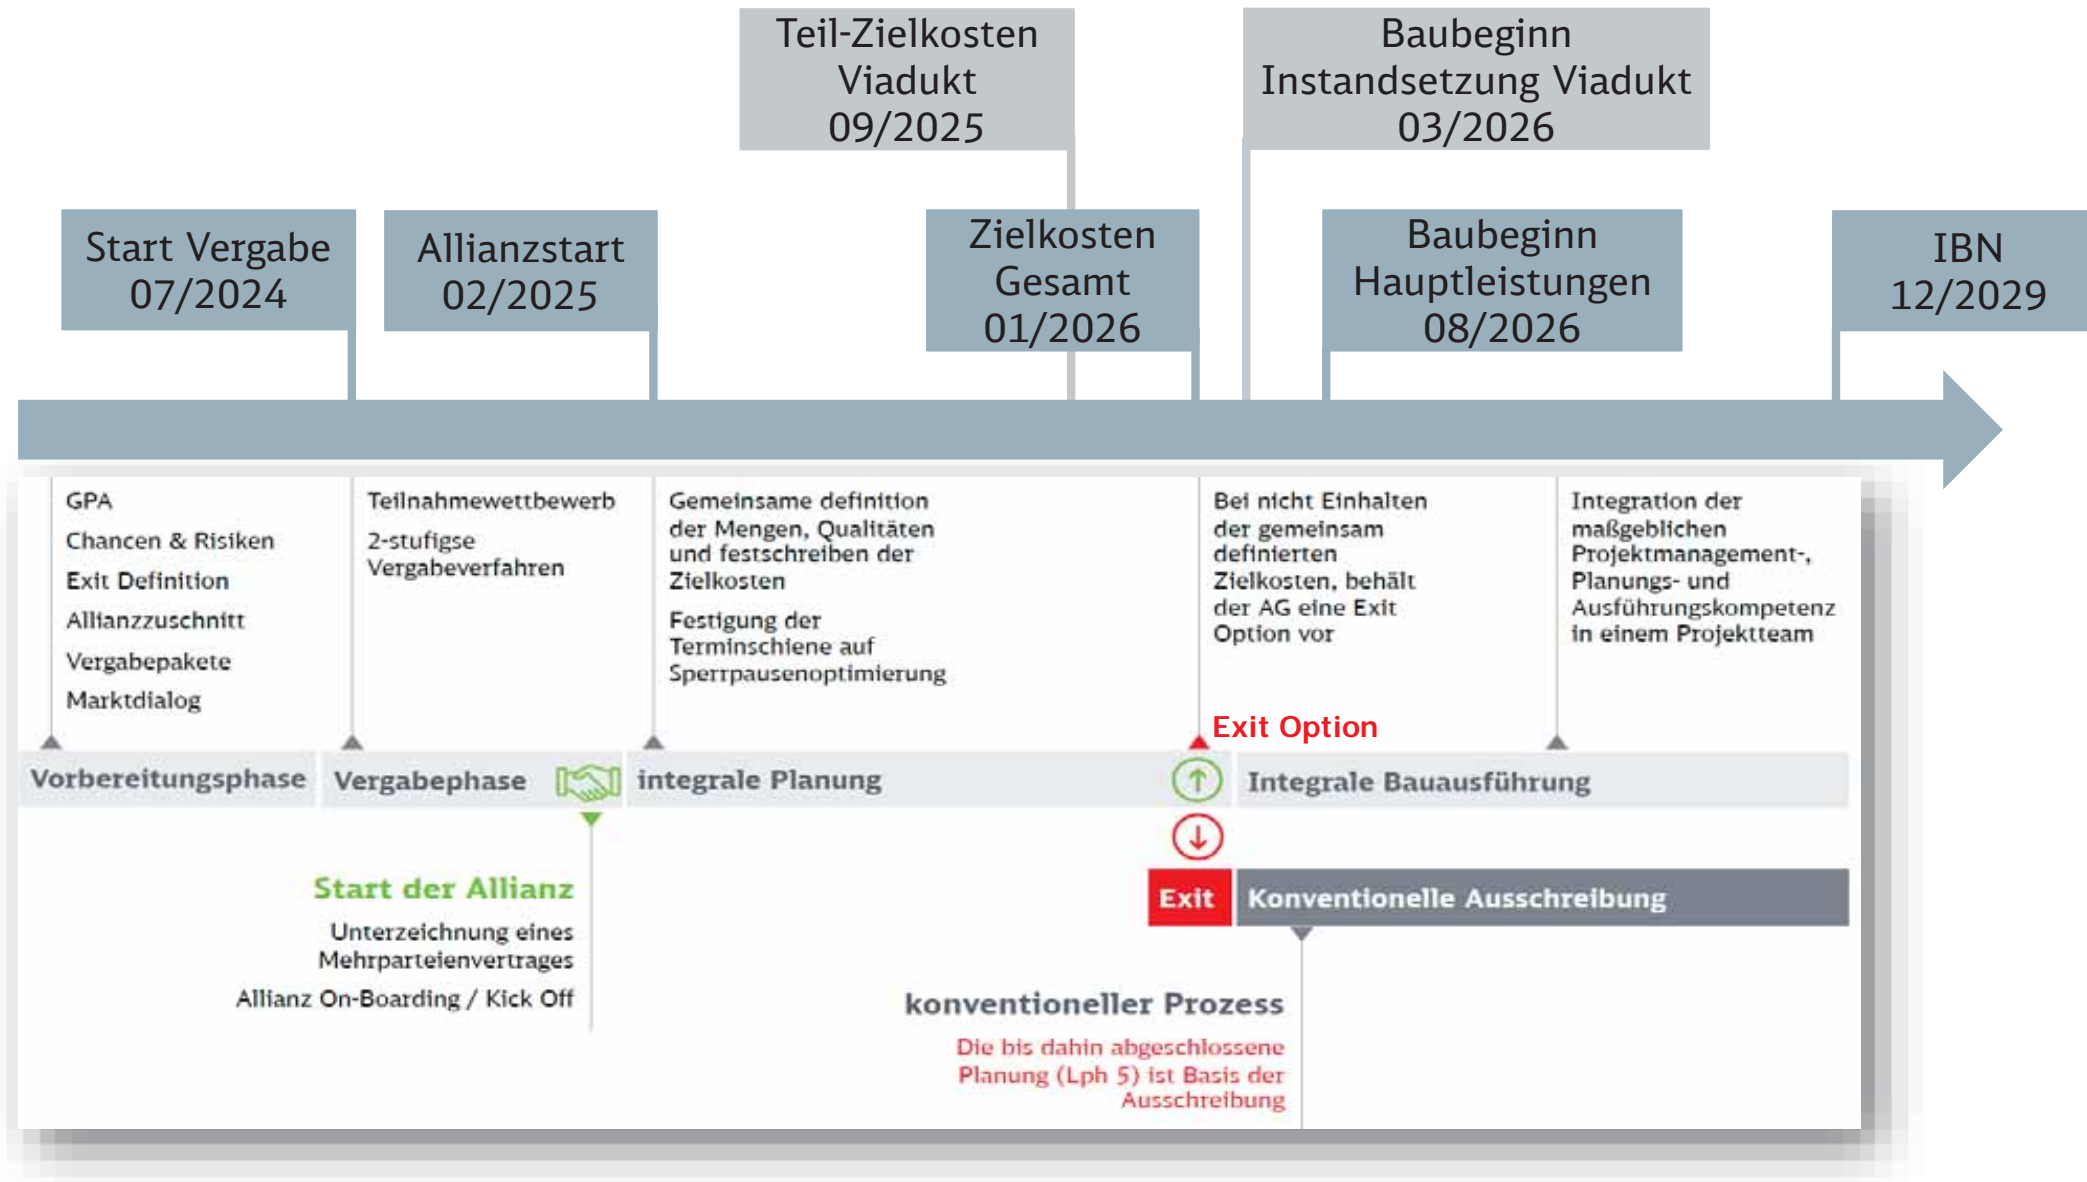 Teil-Zielkosten
Viadukt
09/2025
Baubeginn
Instandsetzung Viadukt
03/2026
Start Vergabe
07/2024
Allianzstart
02/2025
Zielkosten
Gesamt
01/2026
Baubeginn
Hauptleistungen
08/2026
IBN
12/2029
GPA
Chancen & Risiken
Exit Definition
Allianzzuschnitt
Vergabepakete
Marktdialog
Teilnahmewettbewerb
2-stufigse
Vergabeverfahren
Gemeinsame definition
der Mengen, Qualitäten
und festschreiben der
Zielkosten
Festigung der
Terminschiene auf
Sperrpausenoptimierung
Bei nicht Einhalten
der gemeinsam
definierten
Zielkosten, behält
der AG eine Exit
Option vor
Integration der
maßgeblichen
Projektmanagement-,
Planungs- und
Ausführungskompetenz
in einem Projektteam
Exit Option
Vorbereitungsphase
Vergabephase
integrale Planung
Integrale Bauausführung
Exit
Konventionelle Ausschreibung
Start der Allianz
Unterzeichnung eines
Mehrparteienvertrages
Allianz On-Boarding / Kick Off
konventioneller Prozess
Die bis dahin abgeschlossene
Planung (Lph 5) ist Basis der
Ausschreibung